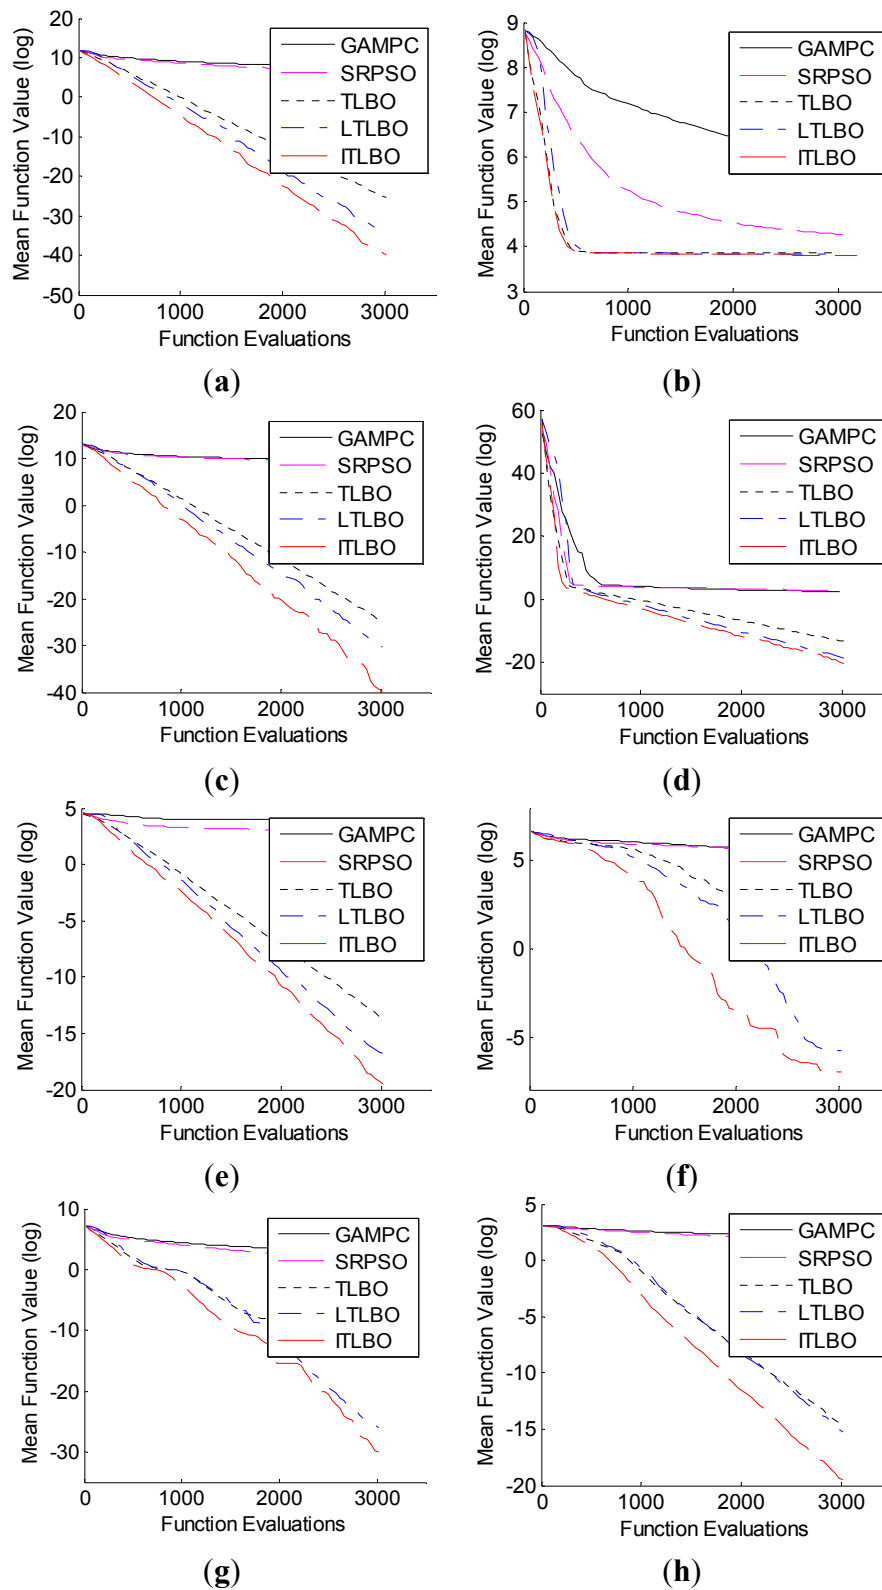 20
10
0
-10
-20
-30
-40
-50
Mean Function Value (log)
GAMPC
SRPSO
TLBO
LTLBO
ITLBO
0 1000 2000 3000
Function Evaluations
(a)
9
8
7
6
5
4
3
Mean Function Value (log)
GAMPC
SRPSO
TLBO
LTLBO
ITLBO
0 1000 2000 3000
Function Evaluations
(b)
20
10
0
-10
-20
-30
-40
Mean Function Value (log)
GAMPC
SRPSO
TLBO
LTLBO
ITLBO
0 1000 2000 3000
Function Evaluations
(c)
60
40
20
0
-20
Mean Function Value (log)
GAMPC
SRPSO
TLBO
LTLBO
ITLBO
0 1000 2000 3000
Function Evaluations
(d)
5
0
-5
-10
-15
-20
Mean Function Value (log)
GAMPC
SRPSO
TLBO
LTLBO
ITLBO
0 1000 2000 3000
Function Evaluations
(e)
5
0
-5
Mean Function Value (log)
GAMPC
SRPSO
TLBO
LTLBO
ITLBO
0 1000 2000 3000
Function Evaluations
(f)
10
0
-10
-20
-30
Mean Function Value (log)
GAMPC
SRPSO
TLBO
LTLBO
ITLBO
0 1000 2000 3000
Function Evaluations
(g)
5
0
-5
-10
-15
-20
Mean Function Value (log)
GAMPC
SRPSO
TLBO
LTLBO
ITLBO
0 1000 2000 3000
Function Evaluations
(h)